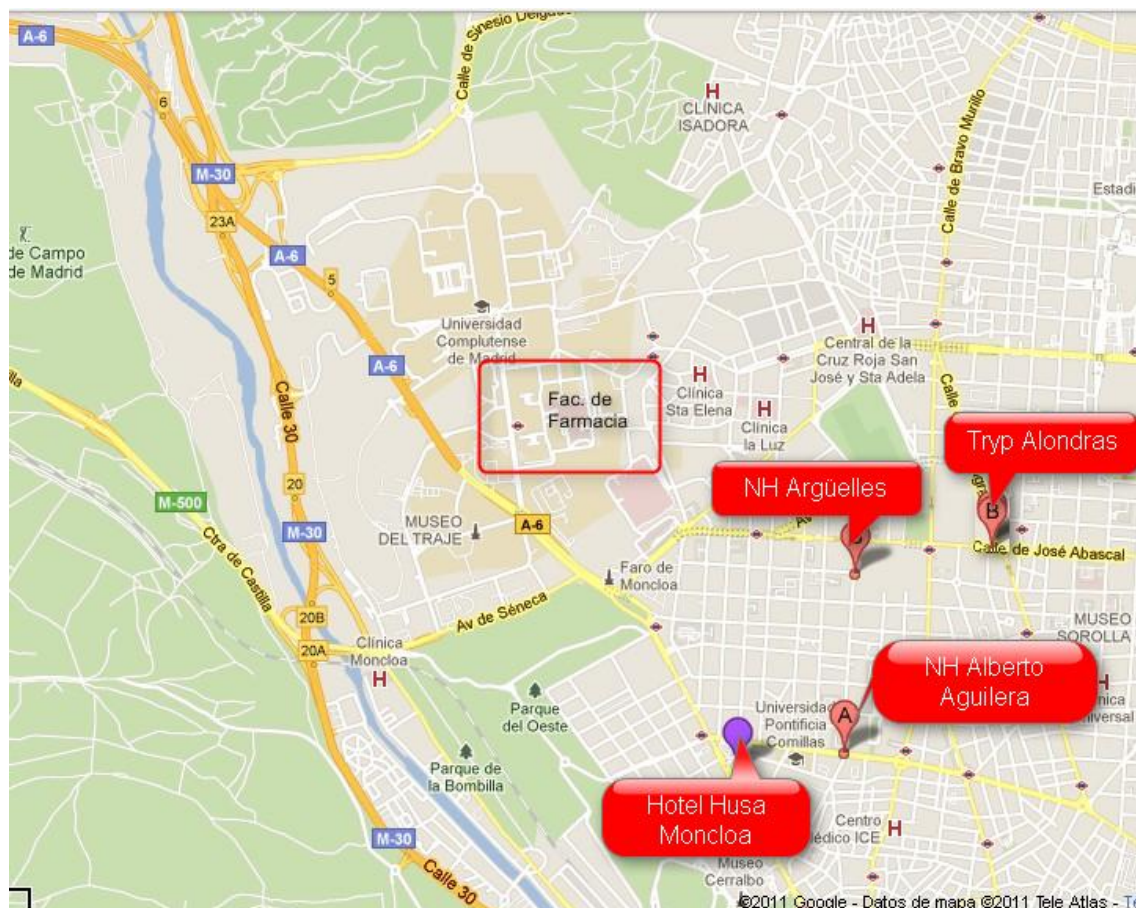 A-6
Calle de Sinesio Delgado
6
H
CLÍNICA
ISADORA
Calle de Bravo Murillo
M-30
23A
Estadi
de Campo
de Madrid
A-6
5
Universidad
Complutense
de Madrid
H
Central de la
Cruz Roja San
José y Sta Adela
A-6
H
Clínica
Sta Elena
H
Clínica
la Luz
Fac. de
Farmacia
Calle 30
Tryp Alondras
NH Argüelles
20
M-500
M-30
Ctra de Castilla
MUSEO
DEL TRAJE
A-6
B
Calle de José Abascal
Faro de
Moncloa
Av de Séneca
20B
20A
Clínica
Moncloa
H
MUSEO
SOROLLA
NH Alberto
Aguilera
H
Parque
del Oeste
Universidad
Pontificia
Comillas
A
Parque de
la Bombilla
Hotel Husa
Moncloa
Centro
H
M-30
Calle 30
Museo
Cerralbo
©2011 Google - Datos de mapa ©2011 Tele Atlas -